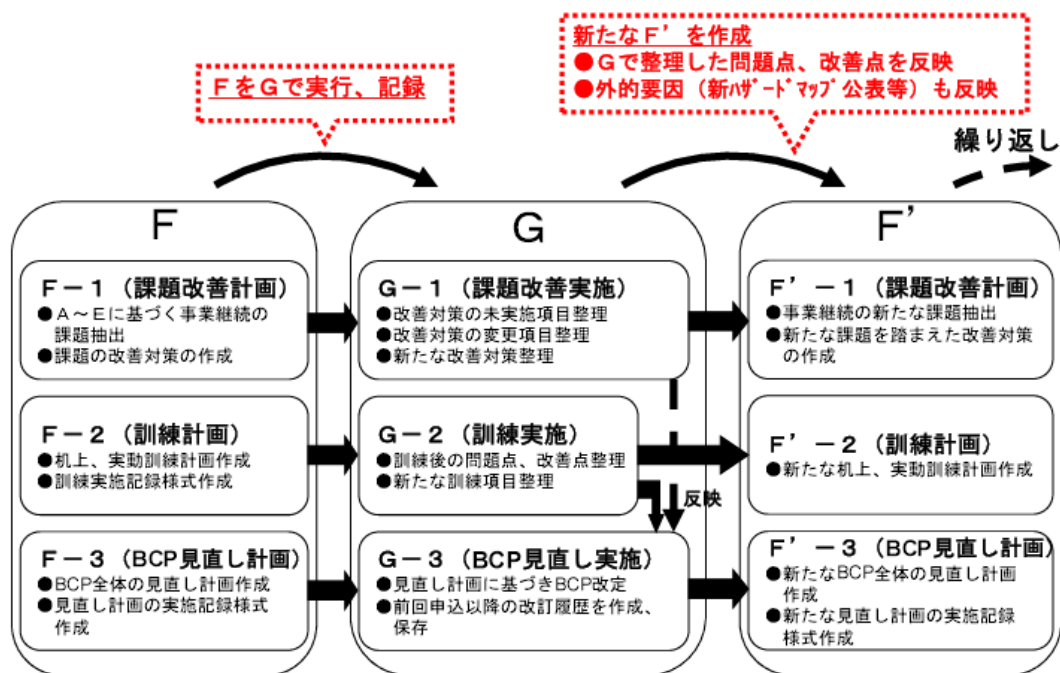 FをGで実行、記録
新たなF’を作成
●Gで整理した問題点、改善点を反映
●外的要因（新ﾊｻﾞｰﾄﾞﾏｯﾌﾟ公表等）も反映
繰り返し
F
F－1（課題改善計画）
●A～Eに基づく事業継続の
課題抽出
●課題の改善対策の作成
F－2（訓練計画）
●机上、実動訓練計画作成
●訓練実施記録様式作成
F－3（BCP見直し計画）
●BCP全体の見直し計画作成
●見直し計画の実施記録様式
作成
G
G－1（課題改善実施）
●改善対策の未実施項目整理
●改善対策の変更項目整理
●新たな改善対策整理
G－2（訓練実施）
●訓練後の問題点、改善点整理
●新たな訓練項目整理
反映
G－3（BCP見直し実施）
●見直し計画に基づきBCP改定
●前回申込以降の改訂履歴を作成、
保存
F’
F’－1（課題改善計画）
●事業継続の新たな課題抽出
●新たな課題を踏まえた改善対策
の作成
F’－2（訓練計画）
●新たな机上、実動訓練計画作成
F’－3（BCP見直し計画）
●新たなBCP全体の見直し計画
作成
●新たな見直し計画の実施記録
様式作成